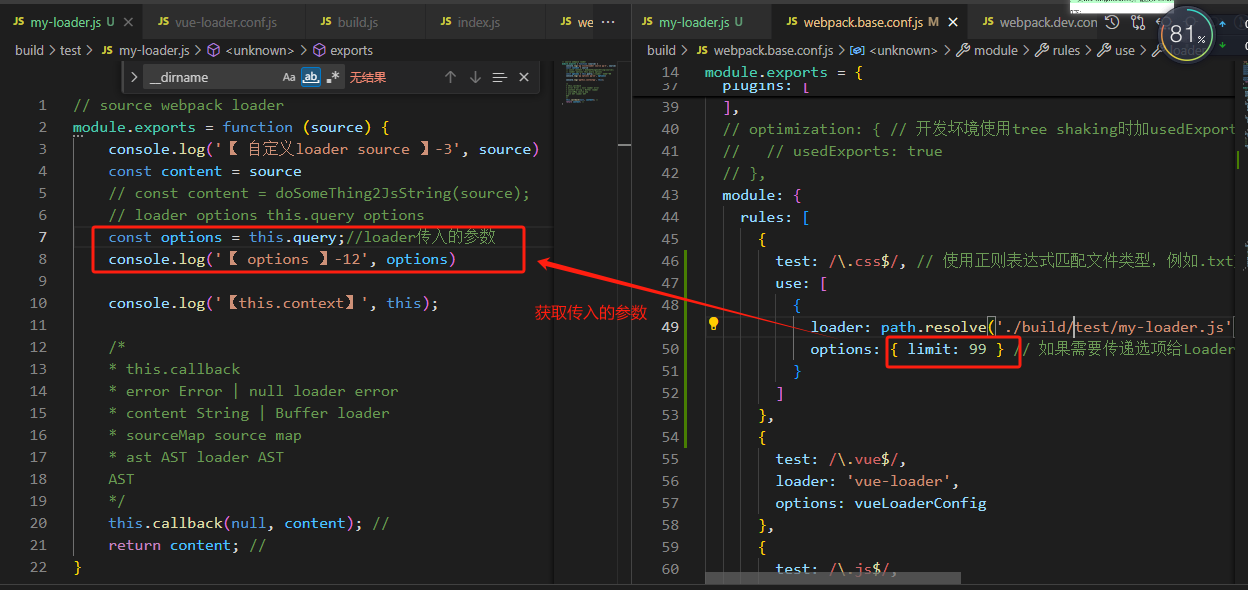 JS my-loader.js U
vue-loader.conf.js
JS build.js
JS index.js
JS we ...
build > test > JS my-loader.js > <unknown> > exports
__dirname Aa ab .* 无结果
1 // source webpack loader
2 module.exports = function (source) {
3 console.log('【 自定义loader source 】-3', source)
4 const content = source
5 // const content = doSomeThing2JsString(source);
6 // loader options this.query options
7 const options = this.query;//loader传入的参数
8 console.log('【 options 】-12', options)
9
10 console.log('【this.context】', this);
11
12 /*
13 * this.callback
14 * error Error | null loader error
15 * content String | Buffer loader
16 * sourceMap source map
17 * ast AST loader AST
18 AST
19 */
20 this.callback(null, content); //
21 return content; //
22 }
获取传入的参数
JS my-loader.js U
JS webpack.base.conf.js M
JS webpack.dev.con
81%
build > JS webpack.base.conf.js > <unknown> > module > rules > use > loader
14 module.exports = {
37 plugins: [
39 ],
40 // optimization: { // 开发环境使用tree shaking时加usedExport
41 // // usedExports: true
42 // },
43 module: {
44 rules: [
45 {
46 test: /\.css$/, // 使用正则表达式匹配文件类型，例如.txt
47 use: [
48 {
49 loader: path.resolve('./build/test/my-loader.js'
50 options: { limit: 99 } // 如果需要传递选项给Loader
51 }
52 ]
53 },
54 {
55 test: /\.vue$/,
56 loader: 'vue-loader',
57 options: vueLoaderConfig
58 },
59 {
60 test: /\.js$/,